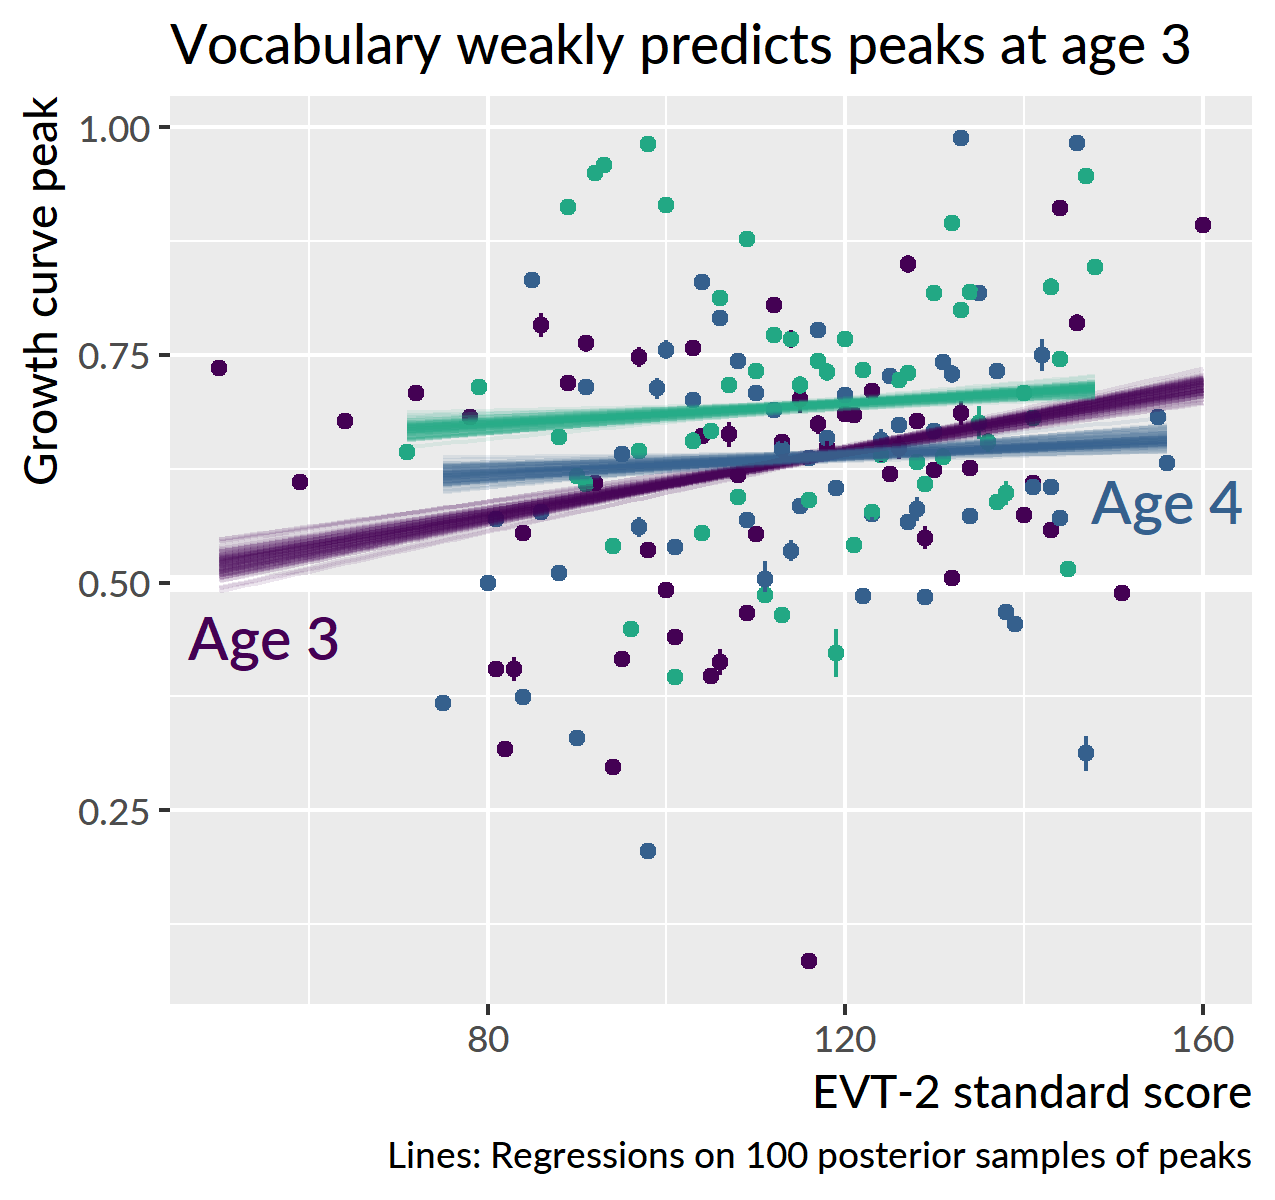 Vocabulary weakly predicts peaks at age 3
Growth curve peak
1.00
0.75
0.50
0.25
Age 4
Age 3
80
120
160
EVT-2 standard score
Lines: Regressions on 100 posterior samples of peaks